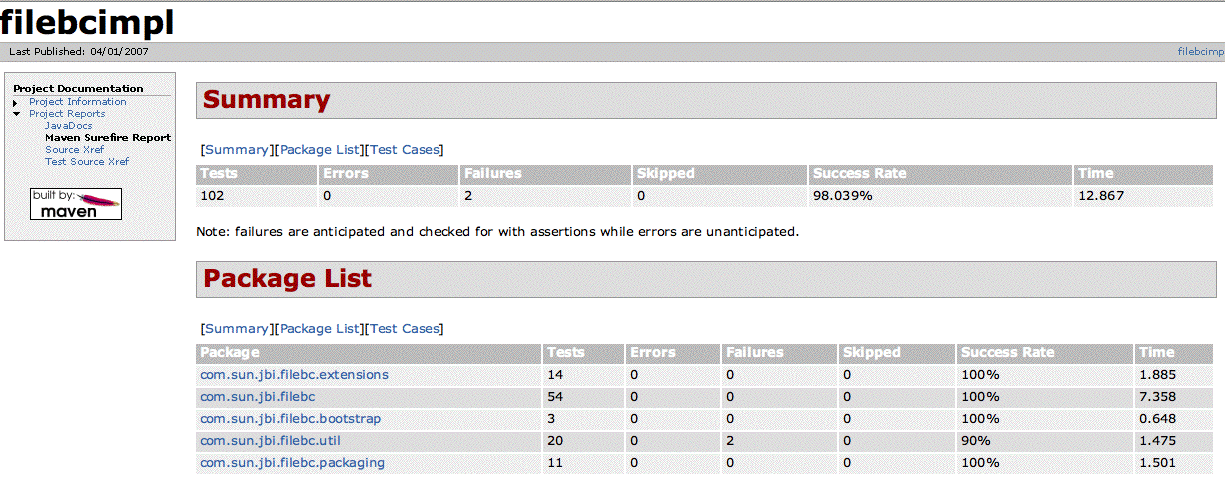 filebcimpl
Last Published: 04/01/2007 filebcimp
Project Documentation
Project Information
Project Reports
JavaDocs
Maven Surefire Report
Source Xref
Test Source Xref
built by:
maven
Summary
[Summary][Package List][Test Cases]
Tests Errors Failures Skipped Success Rate Time
102 0 2 0 98.039% 12.867
Note: failures are anticipated and checked for with assertions while errors are unanticipated.
Package List
[Summary][Package List][Test Cases]
Package Tests Errors Failures Skipped Success Rate Time
com.sun.jbi.filebc.extensions 14 0 0 0 100% 1.885
com.sun.jbi.filebc 54 0 0 0 100% 7.358
com.sun.jbi.filebc.bootstrap 3 0 0 0 100% 0.648
com.sun.jbi.filebc.util 20 0 2 0 90% 1.475
com.sun.jbi.filebc.packaging 11 0 0 0 100% 1.501